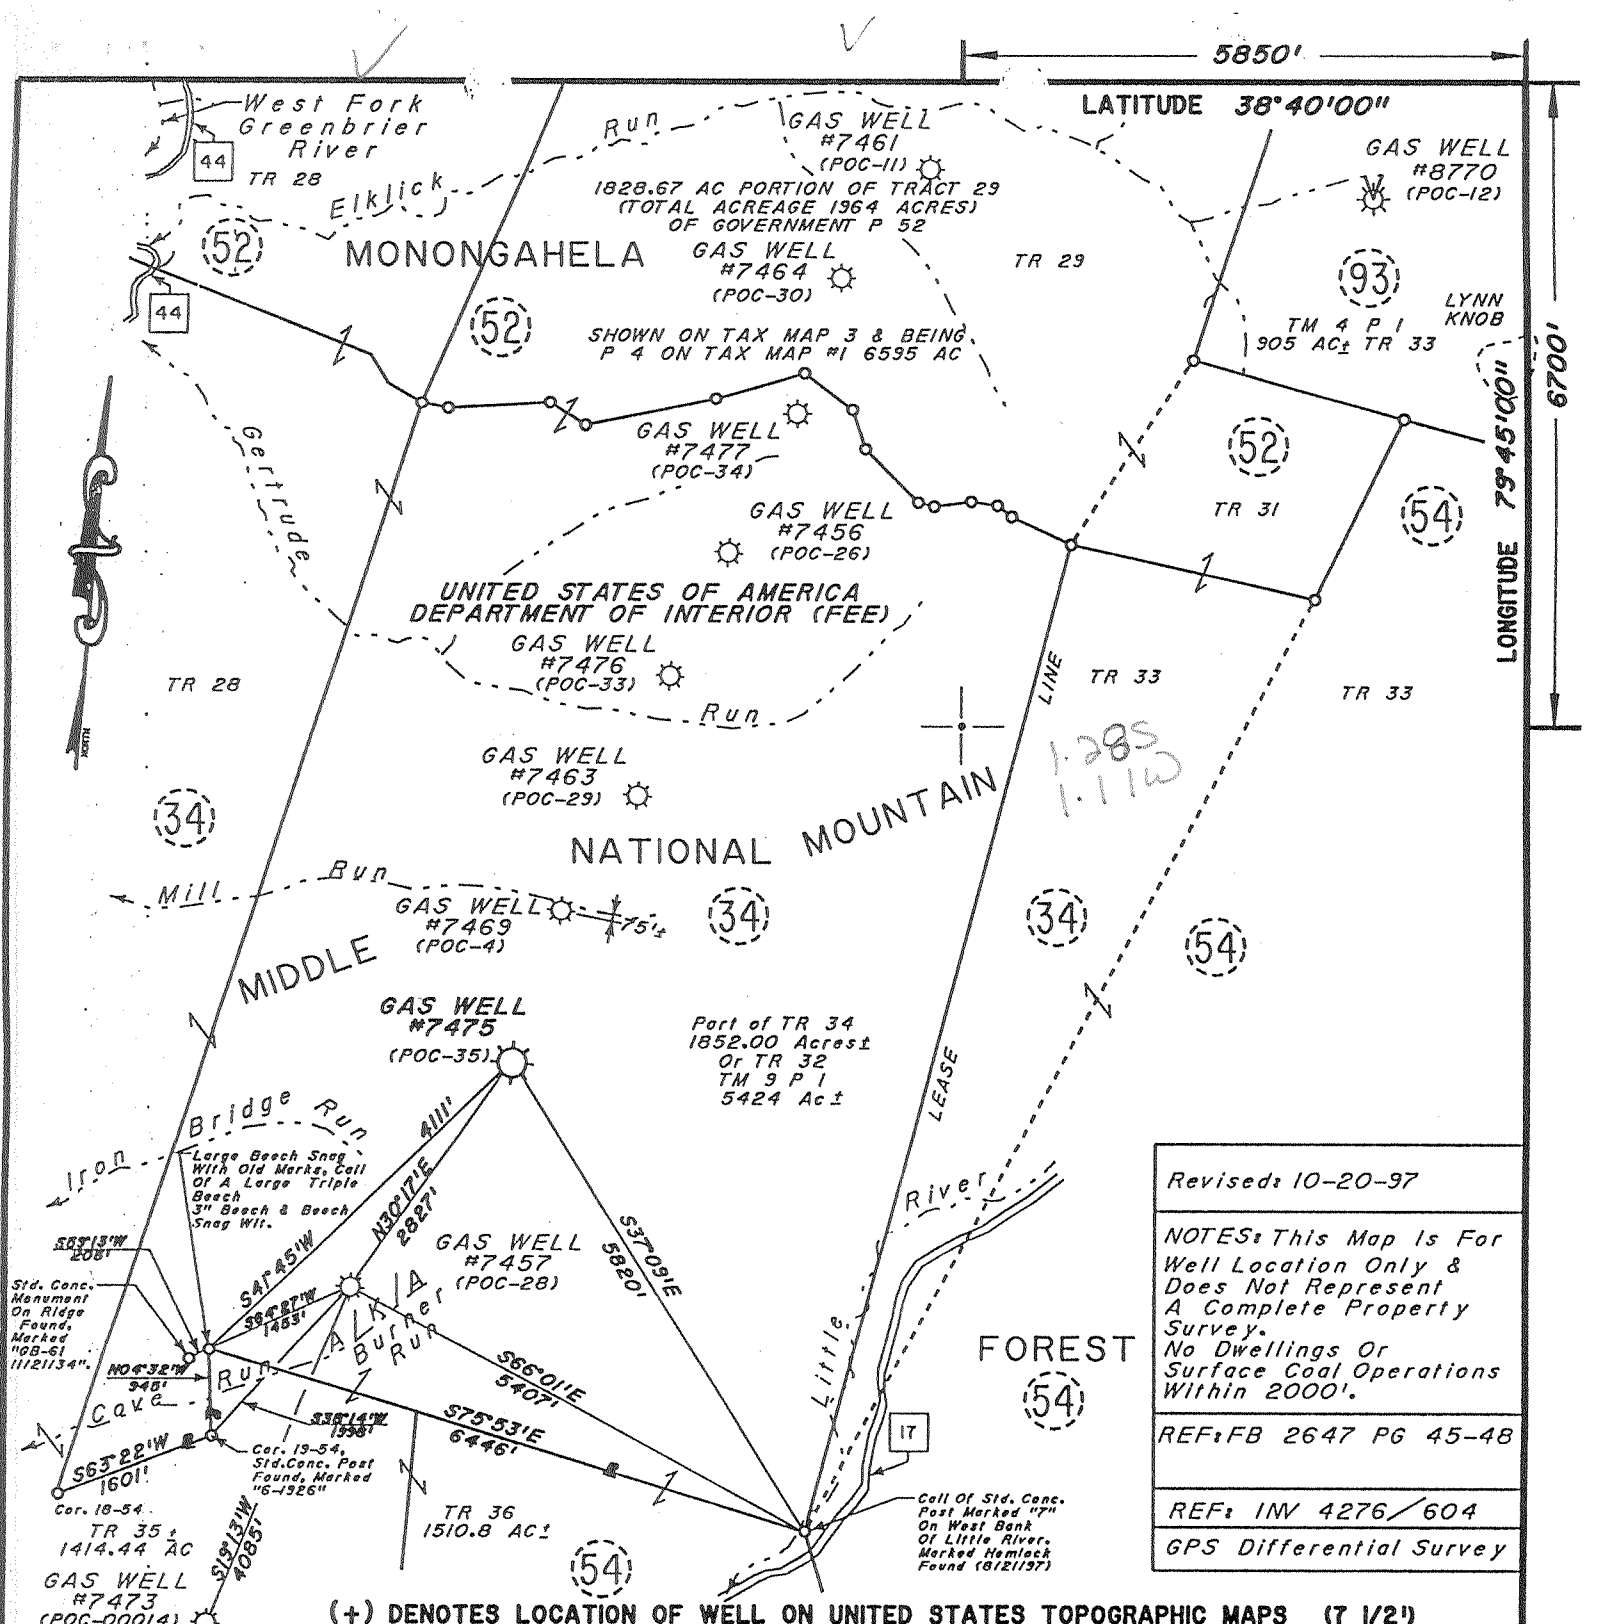 5850'
LATITUDE 38°40'00"
West Fork
Greenbrier
River
44
TR 28
Elklick Run
GAS WELL
#7461
(POC-11)
GAS WELL
#8770
(POC-12)
1828.67 AC PORTION OF TRACT 29
(TOTAL ACREAGE 1964 ACRES)
OF GOVERNMENT P 52
52
MONONGAHELA
GAS WELL
#7464
(POC-30)
TR 29
93
LYNN
KNOB
TM 4 P 1
905 AC± TR 33
44
52
SHOWN ON TAX MAP 3 & BEING
P 4 ON TAX MAP #1 6595 AC
6700'
LONGITUDE 79°45'00"
Gertrude Run
GAS WELL
#7477
(POC-34)
52
TR 31
54
GAS WELL
#7456
(POC-26)
UNITED STATES OF AMERICA
DEPARTMENT OF INTERIOR (FEE)
GAS WELL
#7476
(POC-33)
NORTH
TR 28
LEASE LINE
TR 33
TR 33
1.28S
1.11W
GAS WELL
#7463
(POC-29)
34
NATIONAL
MIDDLE MOUNTAIN
Mill Run
GAS WELL
#7469
(POC-4)
75'±
34
34
54
GAS WELL
#7475
(POC-35)
Part of TR 34
1852.00 Acres±
Or TR 32
TM 9 P 1
5424 Ac±
Iron Bridge Run
Large Beech Snag
With Old Marks, Call
Of A Large Triple
Beech
3" Beech & Beech
Snag Wit.
S41°45'W
4111'
N30°17'E
2827'
S37°09'E
5820'
GAS WELL
#7457
(POC-28)
Little River
Std. Conc.
Monument
On Ridge
Found,
Marked
S64°27'W
1453'
ALKIA
Burner
Run
N04°32'W
945'
Cave Run
S66°01'E
5407'
S75°53'E
6446'
S63°22'W
1601'
Cor. 19-54,
Std. Conc. Post
Found, Marked
"6-1926"
Cor. 18-54
TR 35±
1414.44 AC
S19°13'W
4085'
TR 36
1510.8 AC±
54
FOREST
54
17
Call Of Std. Conc.
Post Marked "7"
On West Bank
Of Little River.
Marked Hemlock
Found (8/21/97)
Revised: 10-20-97
NOTES: This Map Is For
Well Location Only &
Does Not Represent
A Complete Property
Survey.
No Dwellings Or
Surface Coal Operations
Within 2000'.
REF: FB 2647 PG 45-48
REF: INV 4276/604
GPS Differential Survey
GAS WELL
#7473
(POC-00014)
(+) DENOTES LOCATION OF WELL ON UNITED STATES TOPOGRAPHIC MAPS (7 1/2')